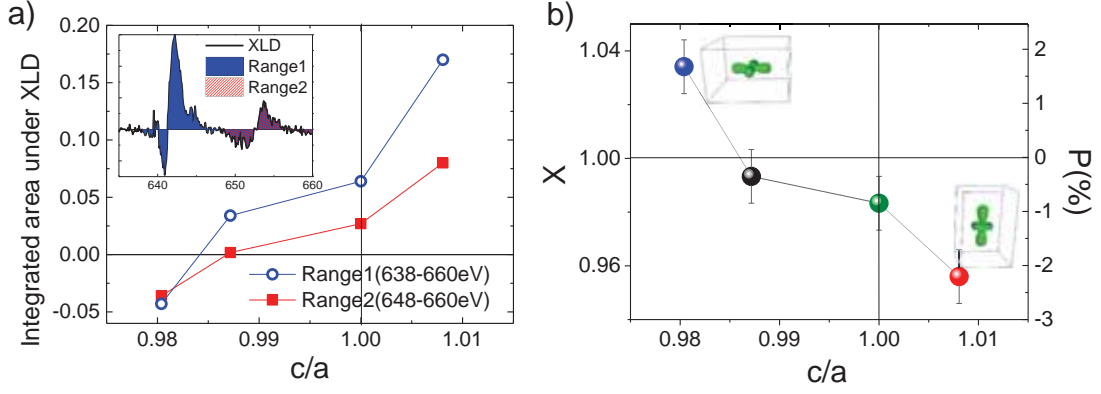 a)
Integrated area under XLD
0.20
0.15
0.10
0.05
0.00
-0.05
XLD
Range1
Range2
640 650 660
Range1(638-660eV)
Range2(648-660eV)
0.98 0.99 1.00 1.01
c/a
b)
X
1.04
1.00
0.96
2
1
0
-1
-2
-3
P(%)
0.98 0.99 1.00 1.01
c/a